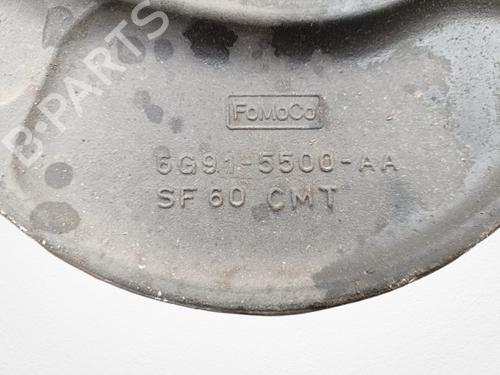 B-PARTS
FoMoCo
6G91-5500-AA
SF 60 CMT